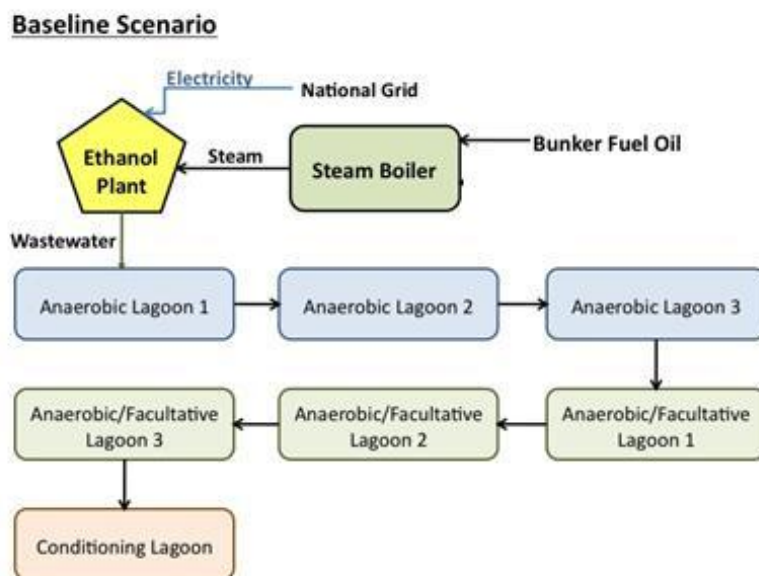 Baseline Scenario
Electricity
National Grid
Ethanol
Plant
Steam
Steam Boiler
Bunker Fuel Oil
Wastewater
Anaerobic Lagoon 1
Anaerobic Lagoon 2
Anaerobic Lagoon 3
Anaerobic/Facultative
Lagoon 3
Anaerobic/Facultative
Lagoon 2
Anaerobic/Facultative
Lagoon 1
Conditioning Lagoon